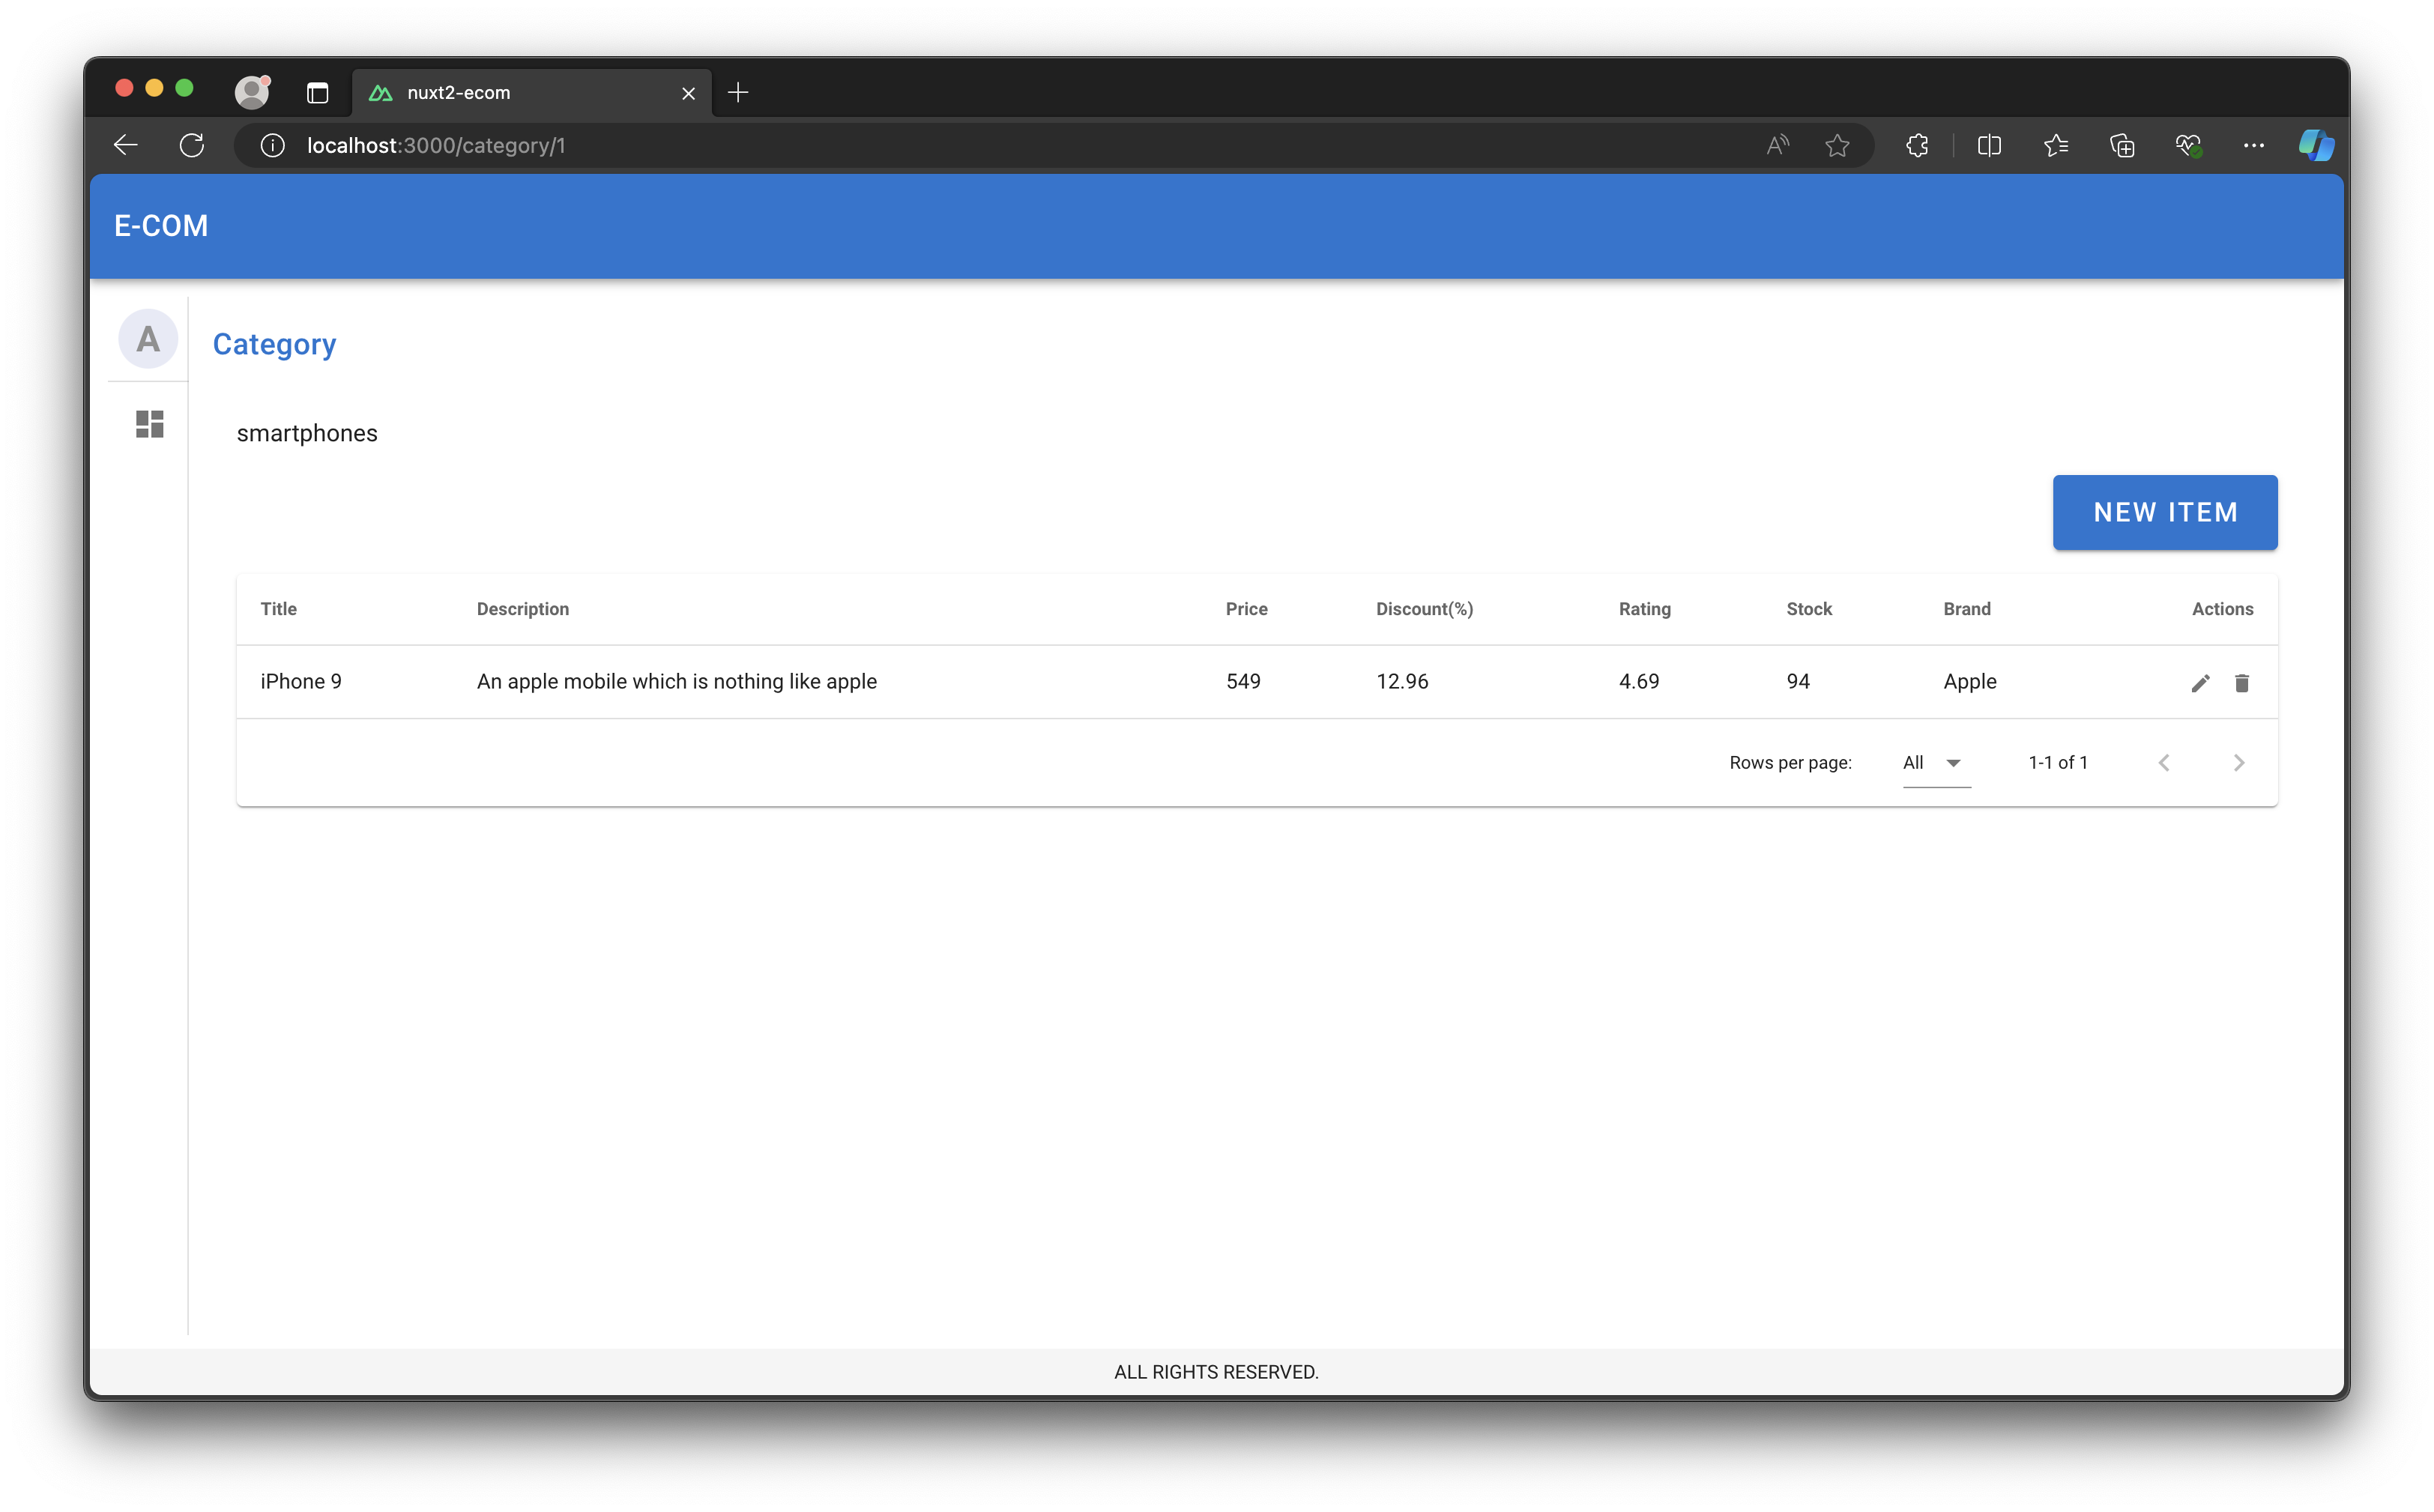 nuxt2-ecom
localhost:3000/category/1
E-COM
A
Category
smartphones
NEW ITEM
Title Description Price Discount(%) Rating Stock Brand Actions
iPhone 9 An apple mobile which is nothing like apple 549 12.96 4.69 94 Apple
Rows per page: All 1-1 of 1
ALL RIGHTS RESERVED.